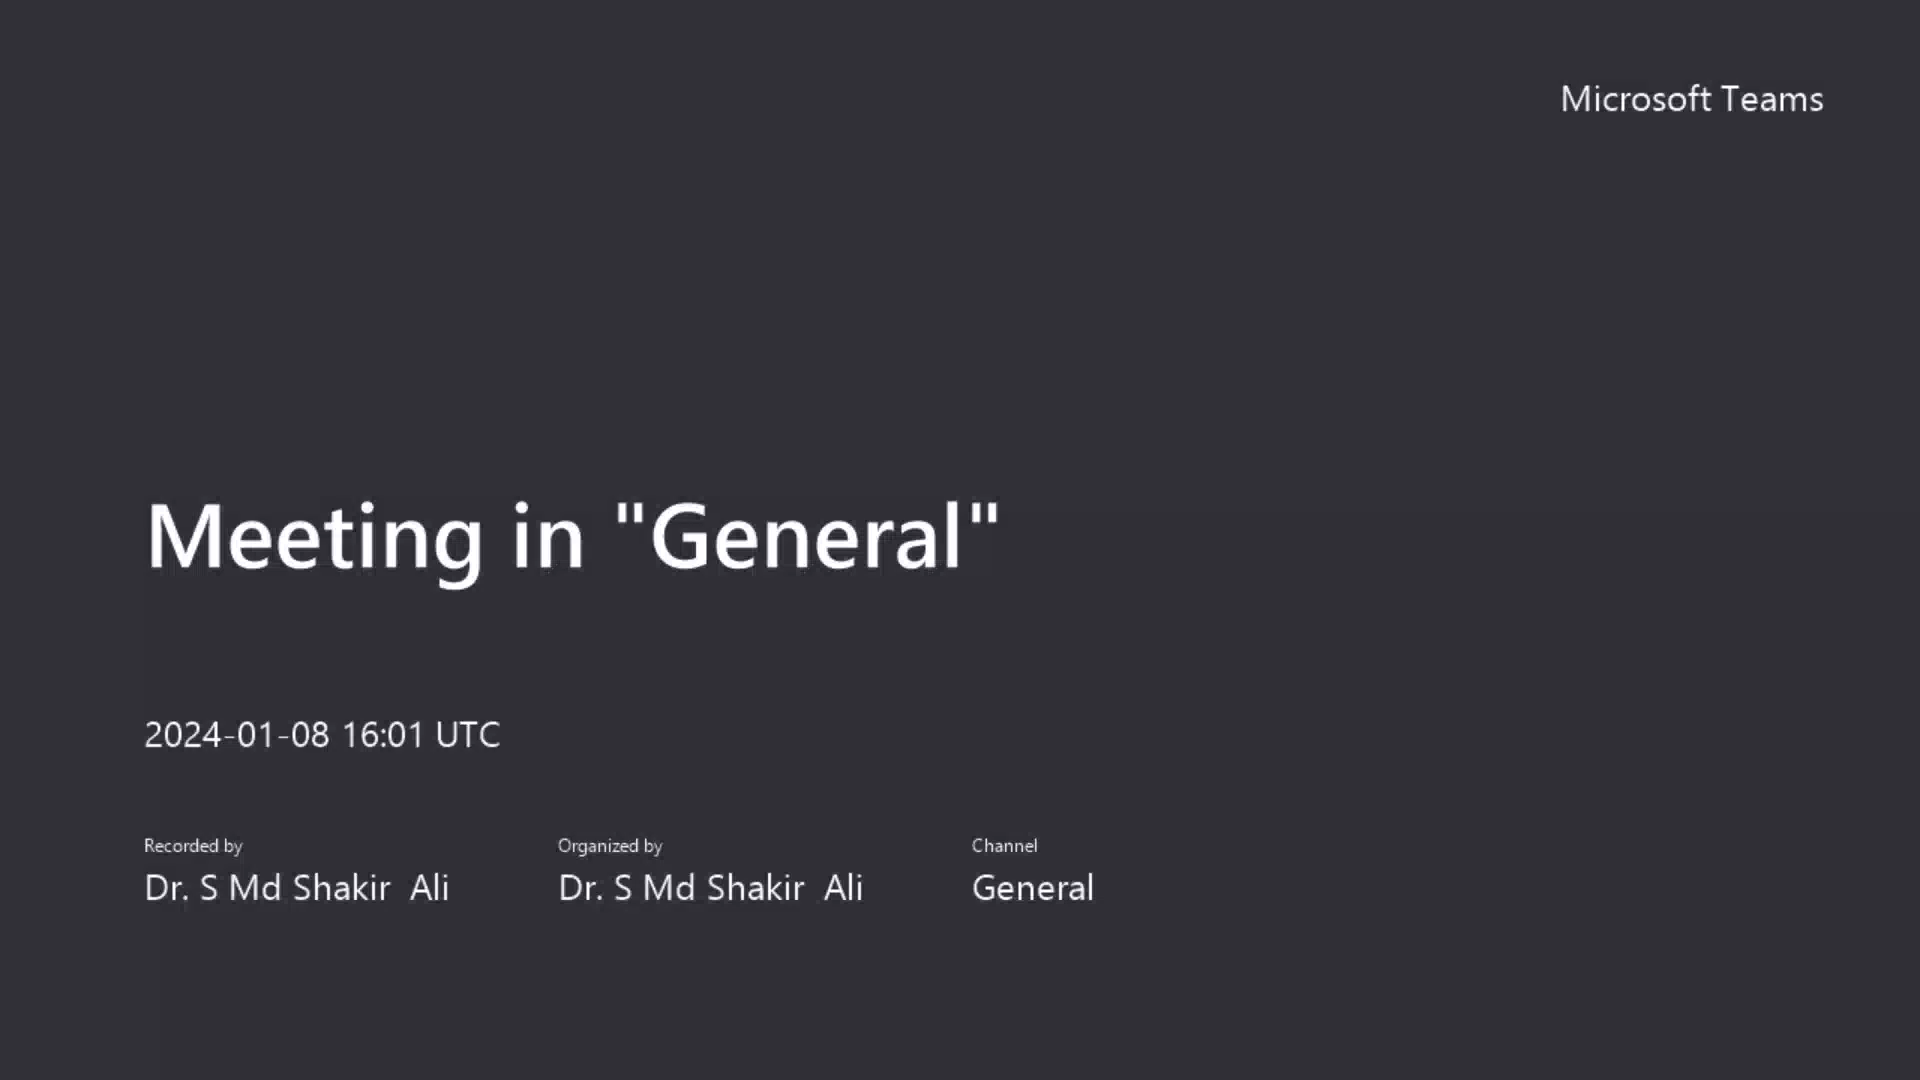 Microsoft Teams
Meeting in "General"
2024-01-08 16:01 UTC
Recorded by
Organized by
Channel
Dr. S Md Shakir  Ali
Dr. S Md Shakir  Ali
General